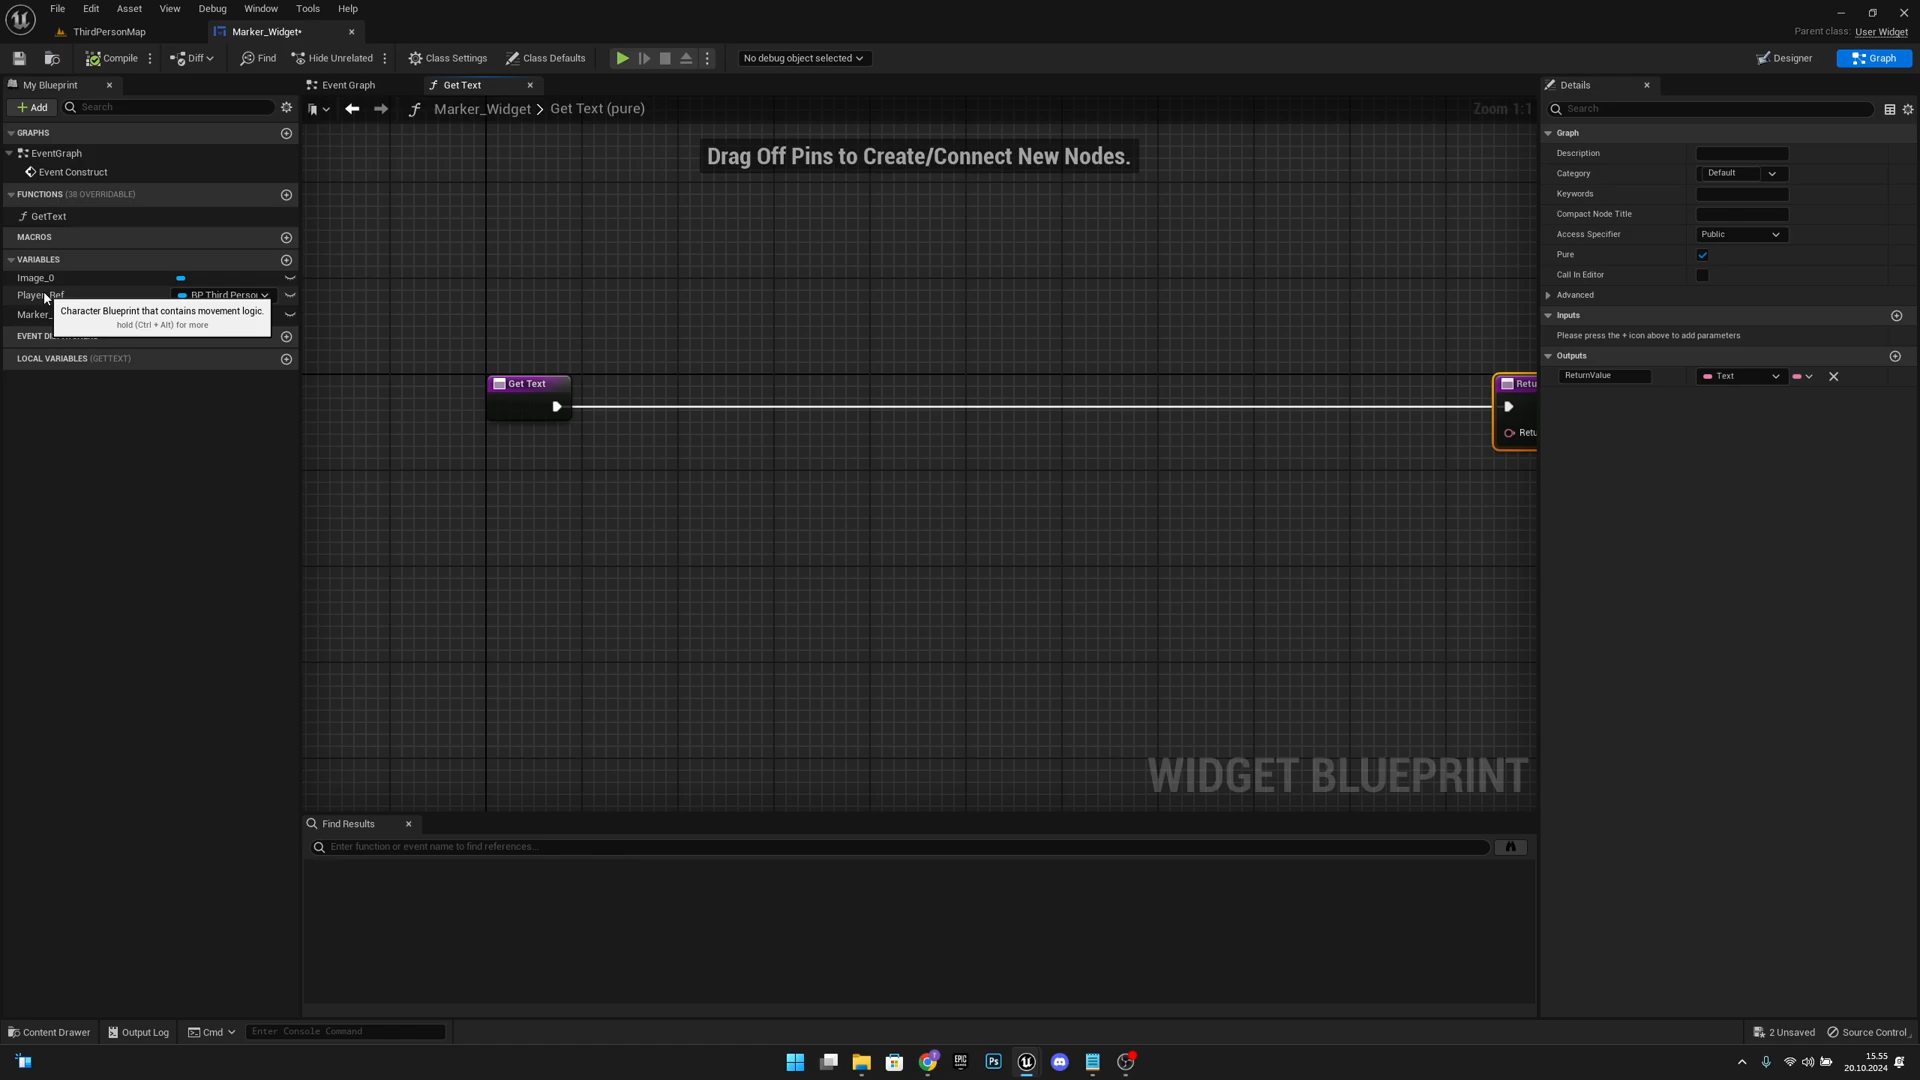 File Edit Asset View Window Tools Help
ThirdPersonMap
Marker_Widget•
Parent class: User Widget
Compile Diff Find Hide Unrelated Class Settings Class Defaults No debug object selected Designer Graph
My Blueprint
Event Graph
Get Text
Details
Add Search
Marker_Widget > Get Text (pure)
Zoom 1:1
Search
GRAPHS
EventGraph
Event Construct
FUNCTIONS (38 OVERRIDABLE)
GetText
MACROS
VARIABLES
Image_0
Player_Ref BP Third Perso
Marker_
Character Blueprint that contains movement logic.
hold (Ctrl + Alt) for more
EVENT
LOCAL VARIABLES (GETTEXT)
Drag Off Pins to Create/Connect New Nodes.
Get Text
Retu
Retu
WIDGET BLUEPRINT
Graph
Description
Category Default
Keywords
Compact Node Title
Access Specifier Public
Pure
Call In Editor
Advanced
Inputs
Please press the + icon above to add parameters
Outputs
ReturnValue Text
Find Results
Enter function or event name to find references...
Content Drawer Output Log Cmd Enter Console Command
2 Unsaved Source Control
EPIC
Ps
15.55
20.10.2024